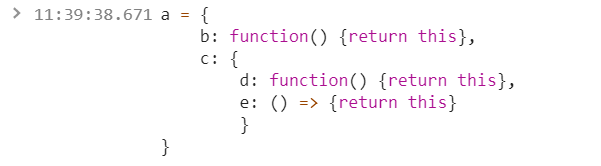 > 11:39:38.671 a = {
b: function() {return this},
c: {
d: function() {return this},
e: () => {return this}
}
}